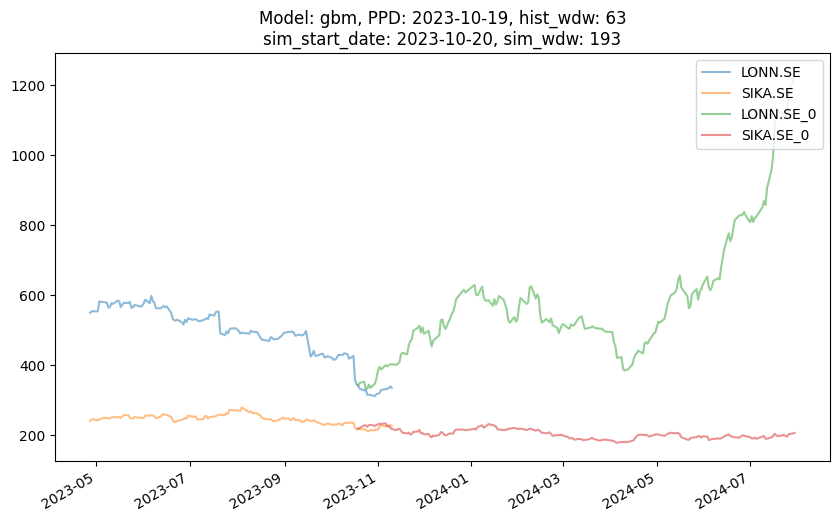 Model: gbm, PPD: 2023-10-19, hist_wdw: 63
sim_start_date: 2023-10-20, sim_wdw: 193
LONN.SE
SIKA.SE
LONN.SE_0
SIKA.SE_0
1200
1000
800
600
400
200
2023-05
2023-07
2023-09
2023-11
2024-01
2024-03
2024-05
2024-07